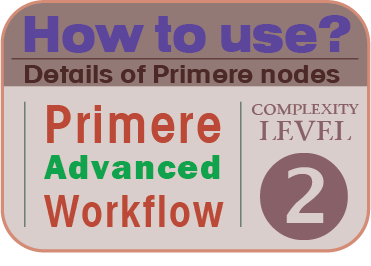 How to use?
Details of Primere nodes
Primere
Advanced
Workflow
COMPLEXITY
LEVEL
2